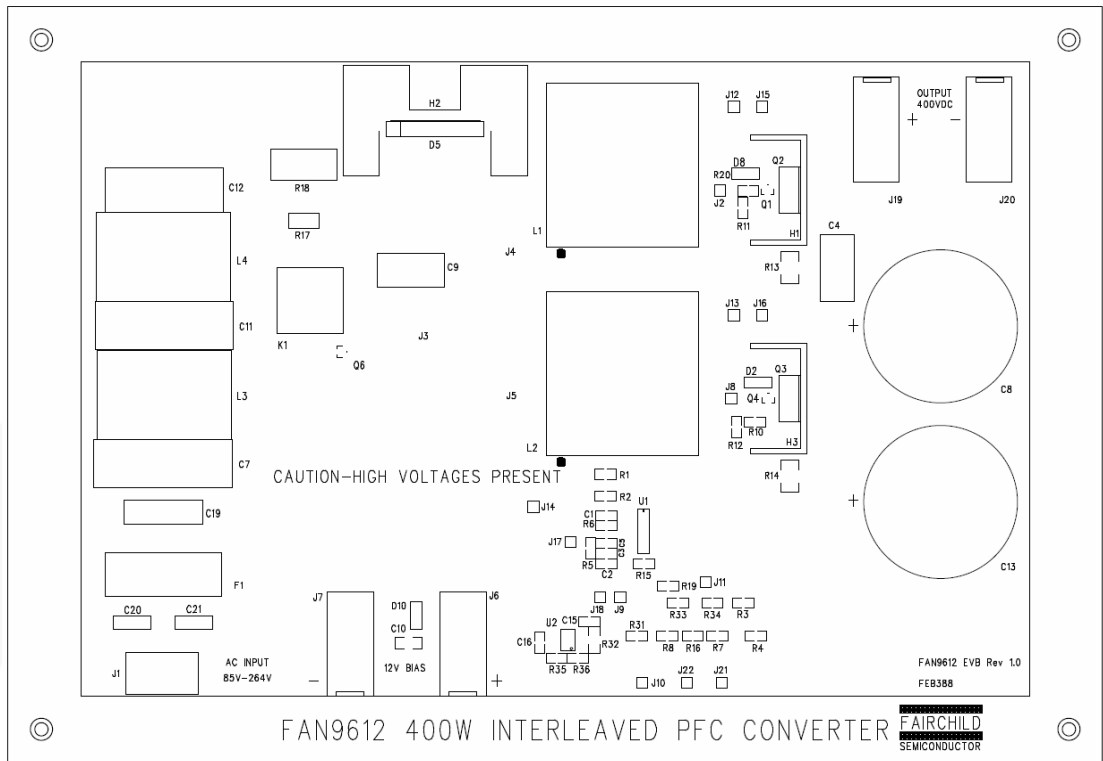 H2
D5
J12
J15
OUTPUT
400VDC
+
-
C12
R18
D8
Q2
R20
J2
Q1
R11
J19
J20
R17
L4
L1
H1
C4
J4
C9
R13
J13
J16
+
C11
K1
J3
Q6
D2
Q3
J8
Q4
C8
L3
J5
R10
R12
H3
L2
C7
CAUTION-HIGH VOLTAGES PRESENT
R1
R14
R2
U1
+
J14
C1
R6
C19
J17
C5
C3
R5
C2
R15
C13
F1
J7
J6
R19
J11
D10
J18
J9
R33
R34
R3
C20
C21
C10
U2
C15
R31
C16
R32
R8
R16
R7
R4
J1
AC INPUT
85V-264V
12V BIAS
-
+
R35
R36
J10
J22
J21
FAN9612 EVB Rev 1.0
FEB388
FAN9612 400W INTERLEAVED PFC CONVERTER
FAIRCHILD
SEMICONDUCTOR